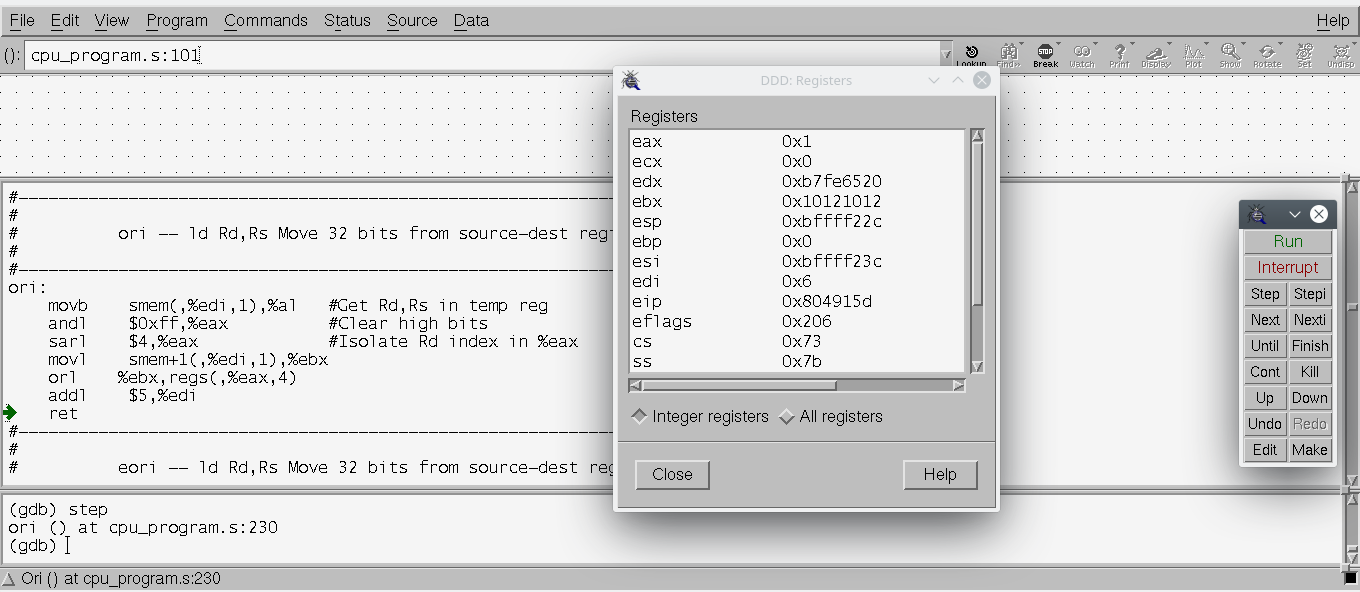 File Edit View Program Commands Status Source Data Help
(): cpu_program.s:101
Lookup Find» Break Watch Print Display Plot Show Rotate Set Undisp
DDD: Registers
Registers
eax 0x1
ecx 0x0
edx 0xb7fe6520
ebx 0x10121012
esp 0xbffff22c
ebp 0x0
esi 0xbffff23c
edi 0x6
eip 0x804915d
eflags 0x206
cs 0x73
ss 0x7b
Integer registers All registers
Close Help
#------------------------------------------------------------
#
# ori -- ld Rd,Rs Move 32 bits from source-dest regi
#
#------------------------------------------------------------
ori:
movb smem(,%edi,1),%al #Get Rd,Rs in temp reg
andl $0xff,%eax #Clear high bits
sarl $4,%eax #Isolate Rd index in %eax
movl smem+1(,%edi,1),%ebx
orl %ebx,regs(,%eax,4)
addl $5,%edi
ret
#------------------------------------------------------------
#
# eori -- ld Rd,Rs Move 32 bits from source-dest reg
Run
Interrupt
Step Stepi
Next Nexti
Until Finish
Cont Kill
Up Down
Undo Redo
Edit Make
(gdb) step
ori () at cpu_program.s:230
(gdb)
Ori () at cpu_program.s:230